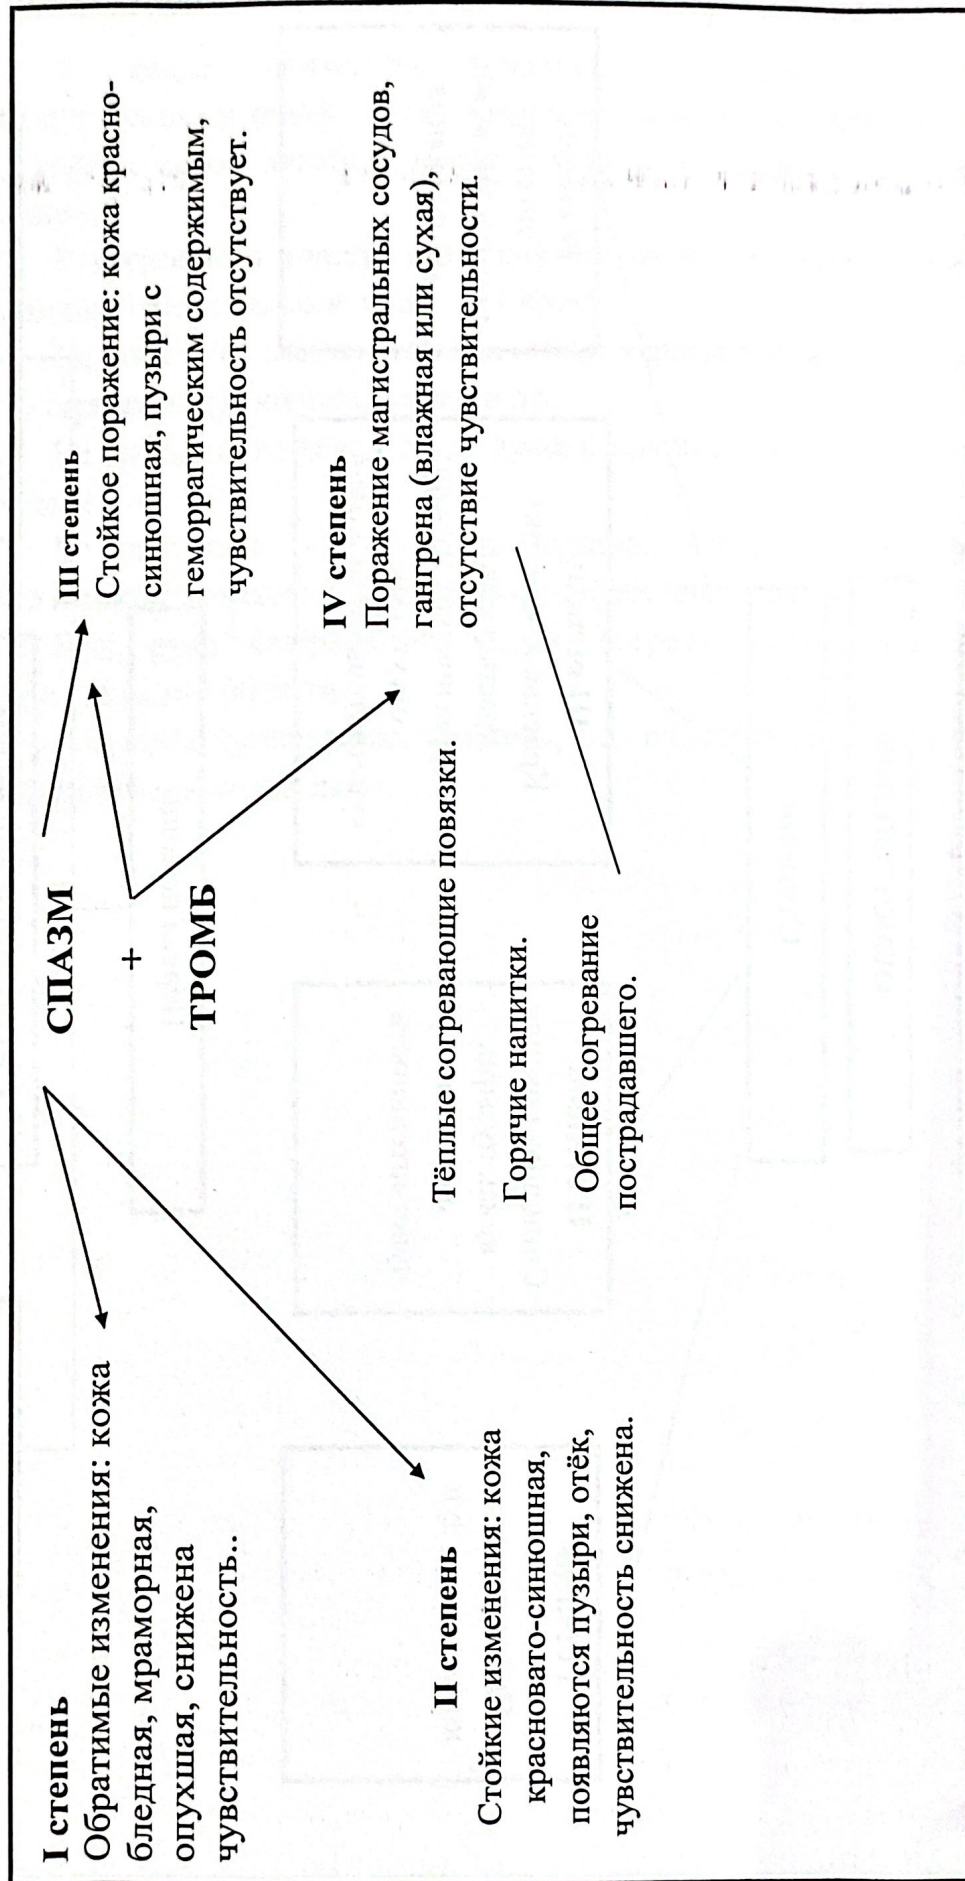 I степень
Обратимые изменения: кожа
бледная, мраморная,
опухшая, снижена
чувствительность..
СПАЗМ
+
ТРОМБ
III степень
Стойкое поражение: кожа красно-
синюшная, пузыри с
геморрагическим содержимым,
чувствительность отсутствует.
II степень
Стойкие изменения: кожа
красновато-синюшная,
появляются пузыри, отёк,
чувствительность снижена.
Тёплые согревающие повязки.
Горячие напитки.
Общее согревание
пострадавшего.
IV степень
Поражение магистральных сосудов,
гангрена (влажная или сухая),
отсутствие чувствительности.